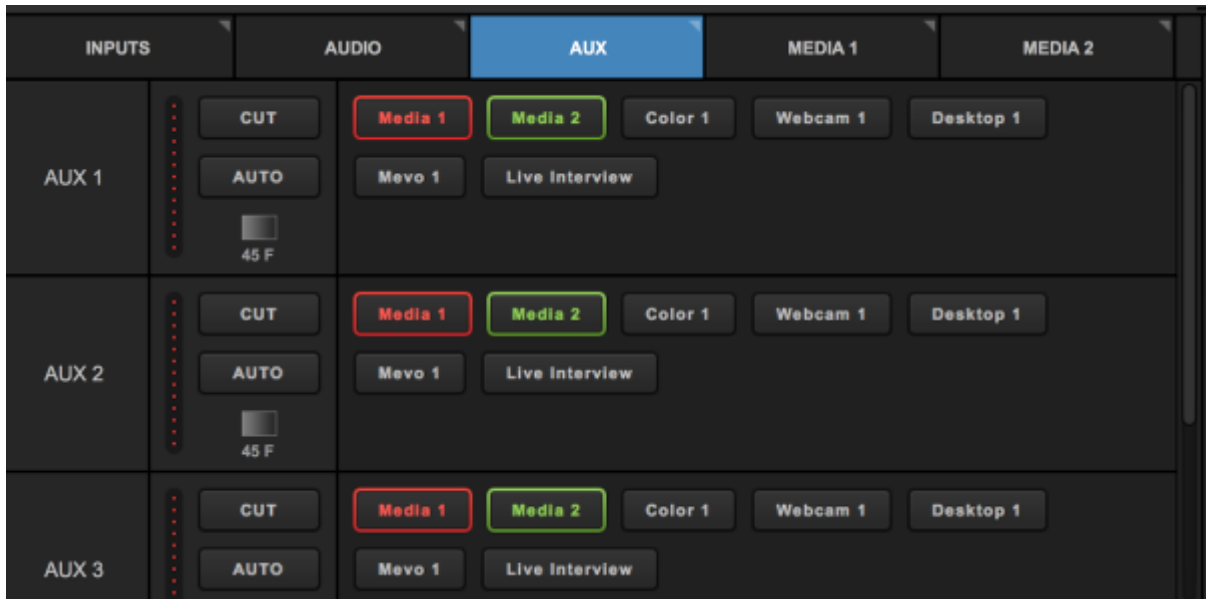 INPUTS AUDIO AUX MEDIA 1 MEDIA 2
CUT Media 1 Media 2 Color 1 Webcam 1 Desktop 1
AUX 1 AUTO Mevo 1 Live Interview
45 F
CUT Media 1 Media 2 Color 1 Webcam 1 Desktop 1
AUX 2 AUTO Mevo 1 Live Interview
45 F
CUT Media 1 Media 2 Color 1 Webcam 1 Desktop 1
AUX 3 AUTO Mevo 1 Live Interview